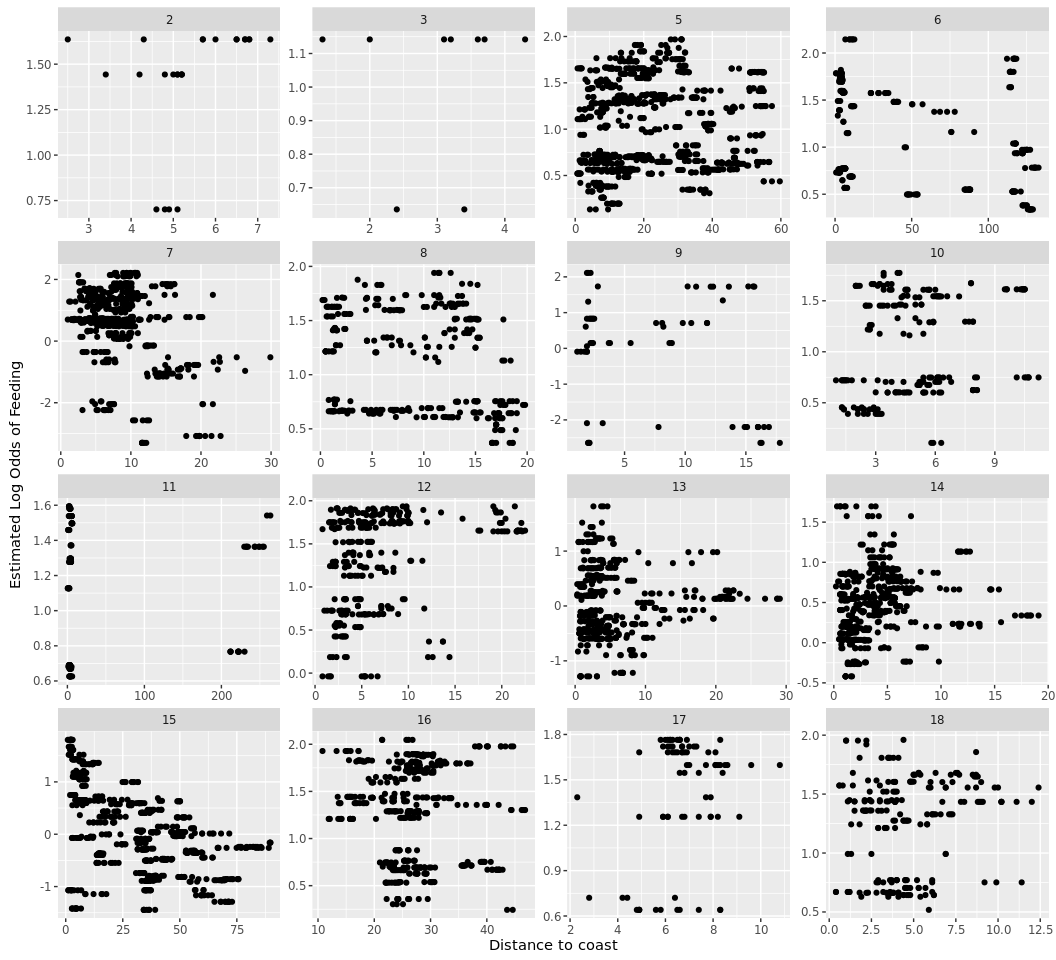 2 3 5 6
1.50 1.25 1.00 0.75
1.1 1.0 0.9 0.8 0.7
2.0 1.5 1.0 0.5
2.0 1.5 1.0 0.5
3 4 5 6 7
2 3 4
0 20 40 60
0 50 100
7 8 9 10
2 0 -2
2.0 1.5 1.0 0.5
2 1 0 -1 -2
1.5 1.0 0.5
0 10 20 30
0 5 10 15 20
5 10 15
3 6 9
Estimated Log Odds of Feeding
11 12 13 14
1.6 1.4 1.2 1.0 0.8 0.6
2.0 1.5 1.0 0.5 0.0
1 0 -1
1.5 1.0 0.5 0.0 -0.5
0 100 200
0 5 10 15 20
0 10 20 30
0 5 10 15 20
15 16 17 18
1 0 -1
2.0 1.5 1.0 0.5
1.8 1.5 1.2 0.9 0.6
2.0 1.5 1.0 0.5
0 25 50 75
10 20 30 40
2 4 6 8 10
0.0 2.5 5.0 7.5 10.0 12.5
Distance to coast